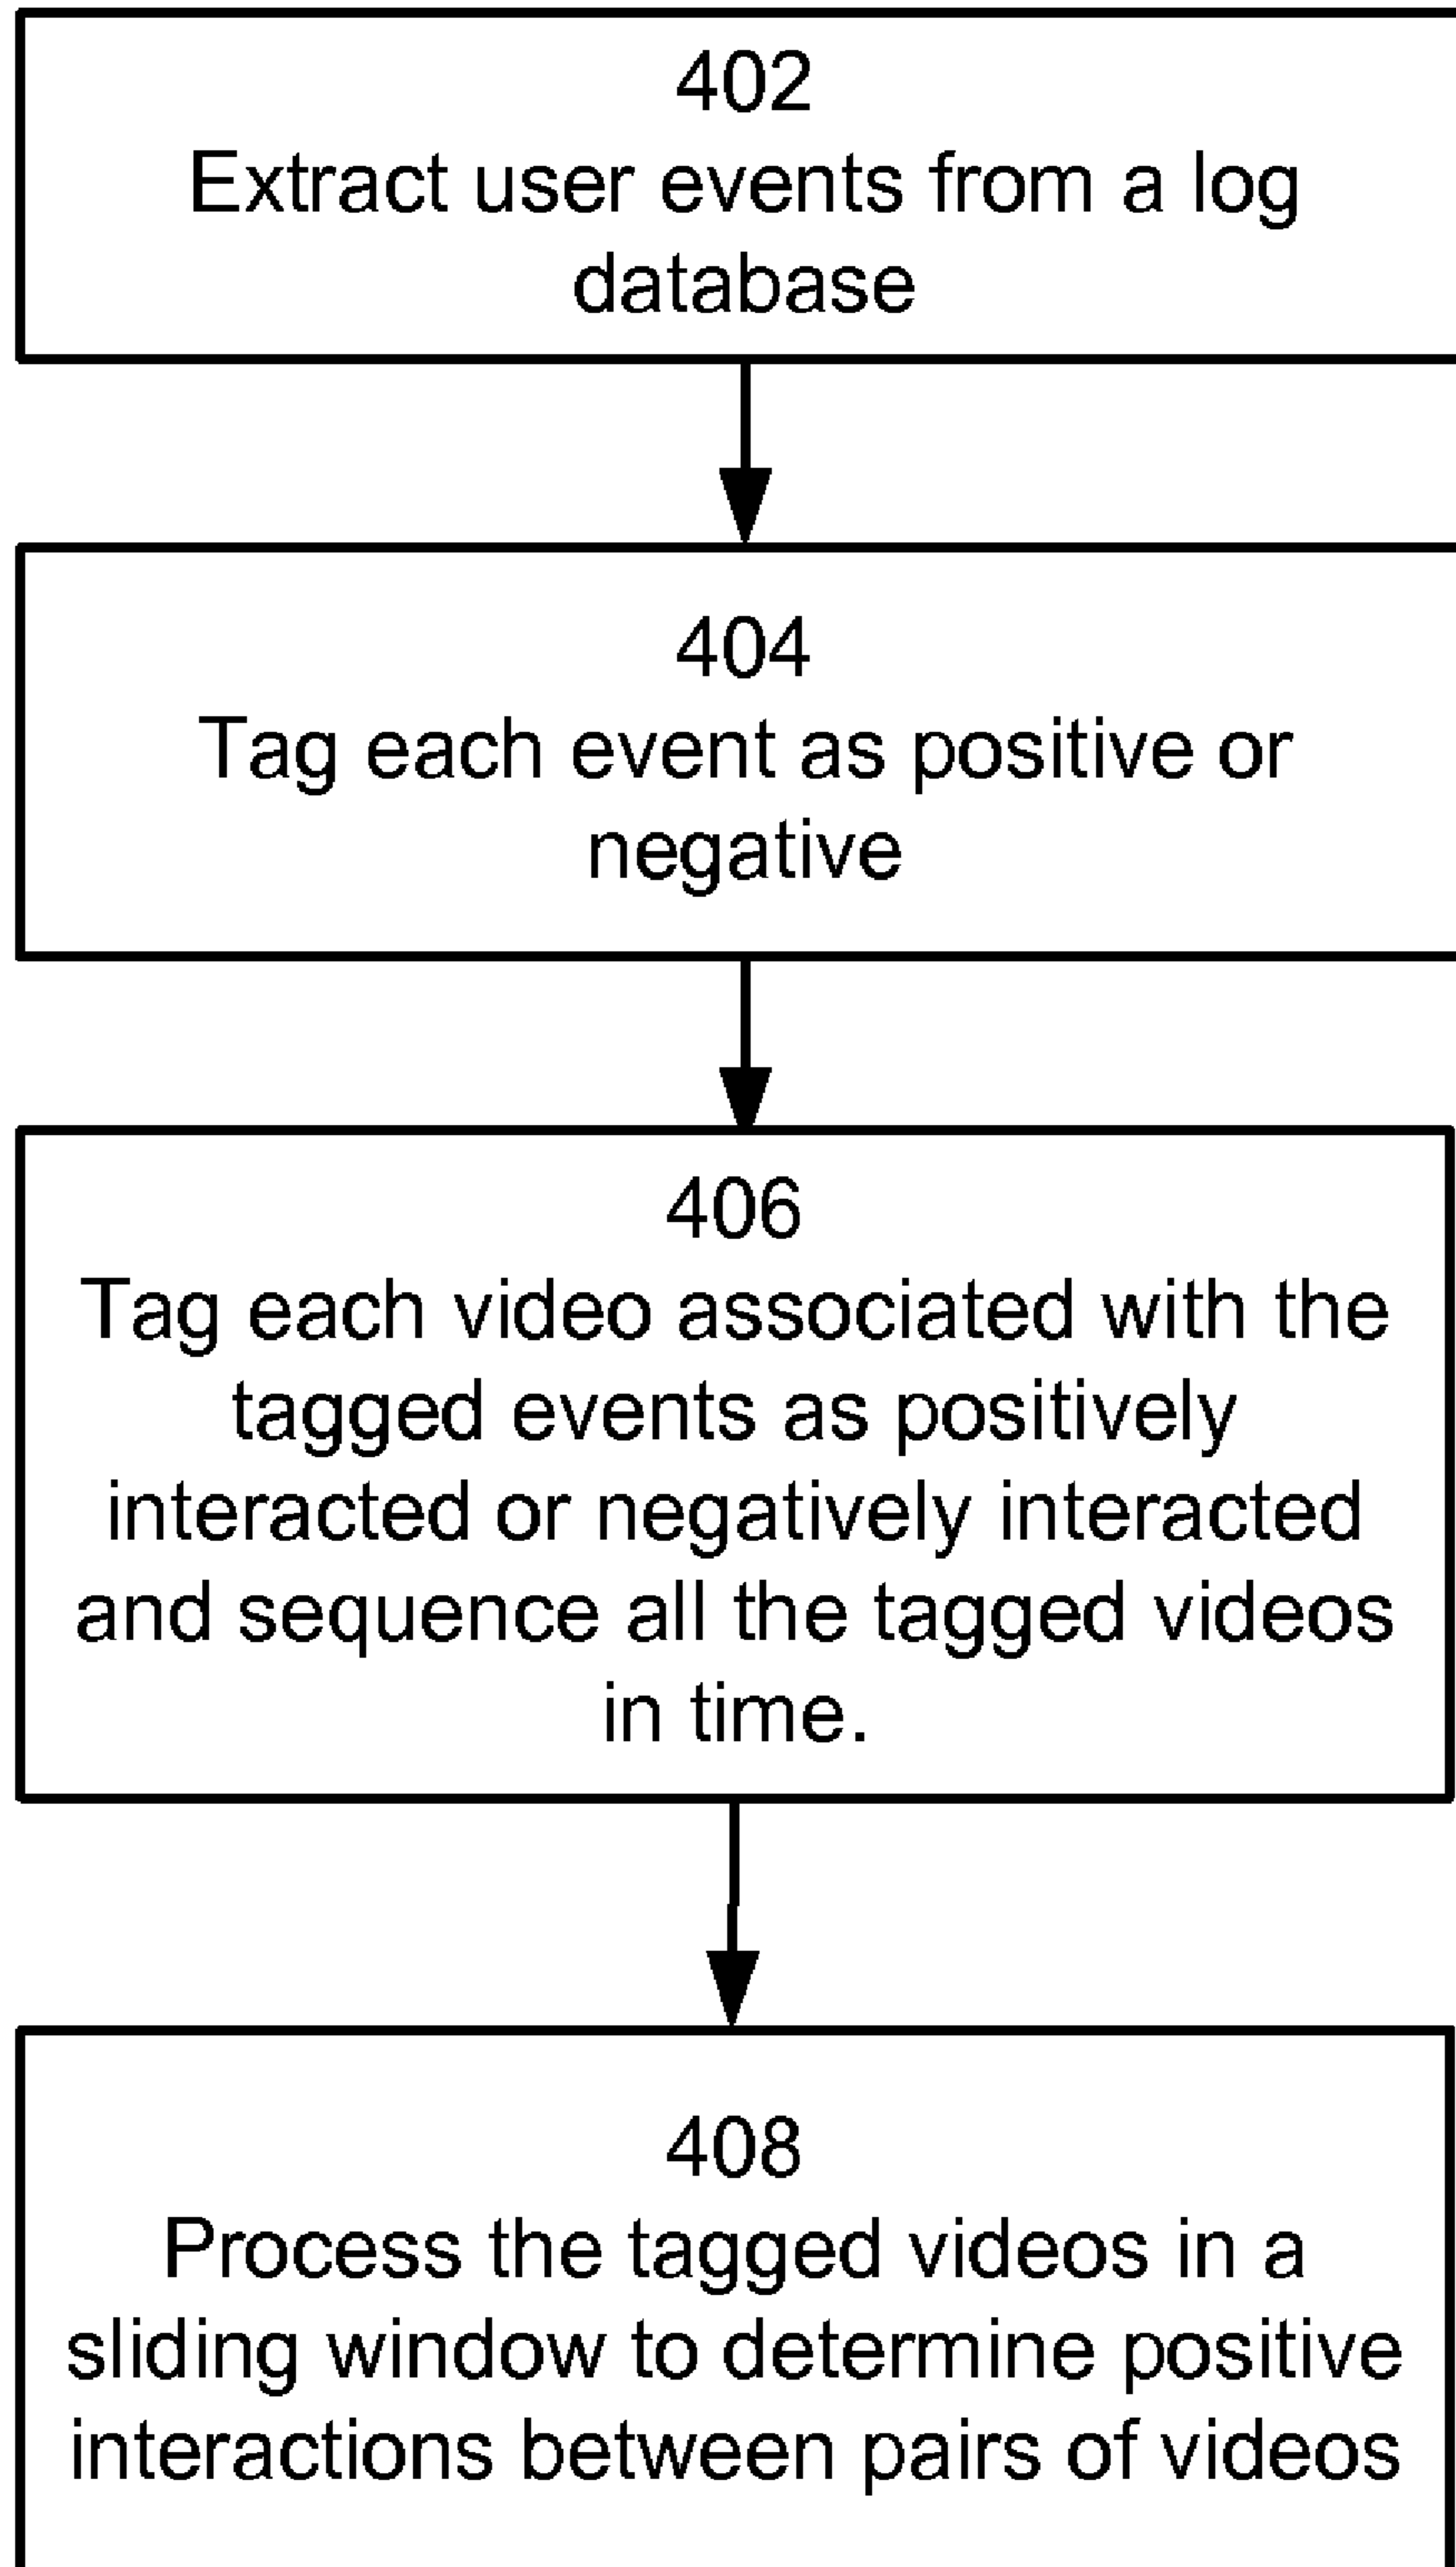 402
Extract user events from a log
database
404
Tag each event as positive or
negative
406
Tag each video associated with the
tagged events as positively
interacted or negatively interacted
and sequence all the tagged videos
in time.
408
Process the tagged videos in a
sliding window to determine positive
interactions between pairs of videos